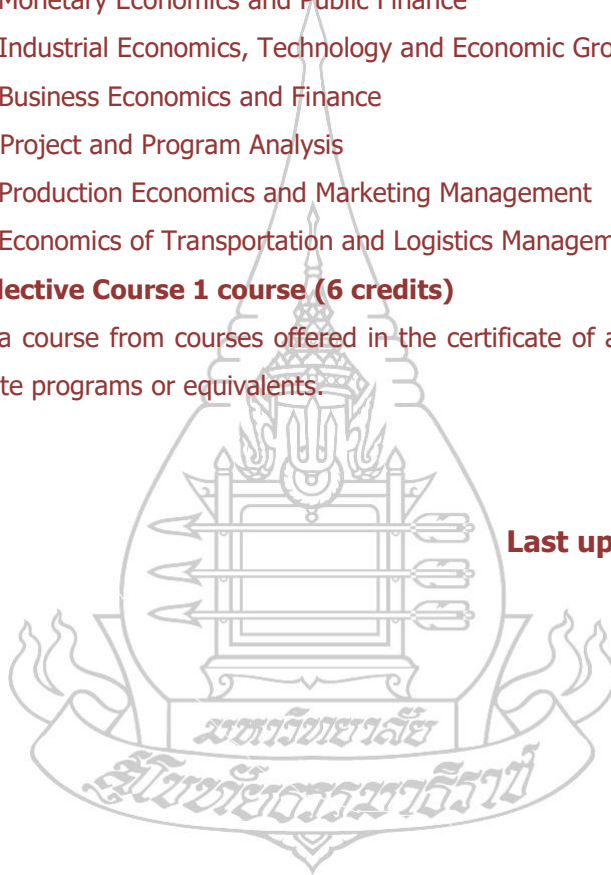 Monetary Economics and Public Finance
Industrial Economics, Technology and Economic Gro
Business Economics and Finance
Project and Program Analysis
Production Economics and Marketing Management
Economics of Transportation and Logistics Managem
lective Course 1 course (6 credits)
a course from courses offered in the certificate of a
te programs or equivalents.
Last up
มหาวิทยาลัย
สุโขทัยธรรมาธิราช